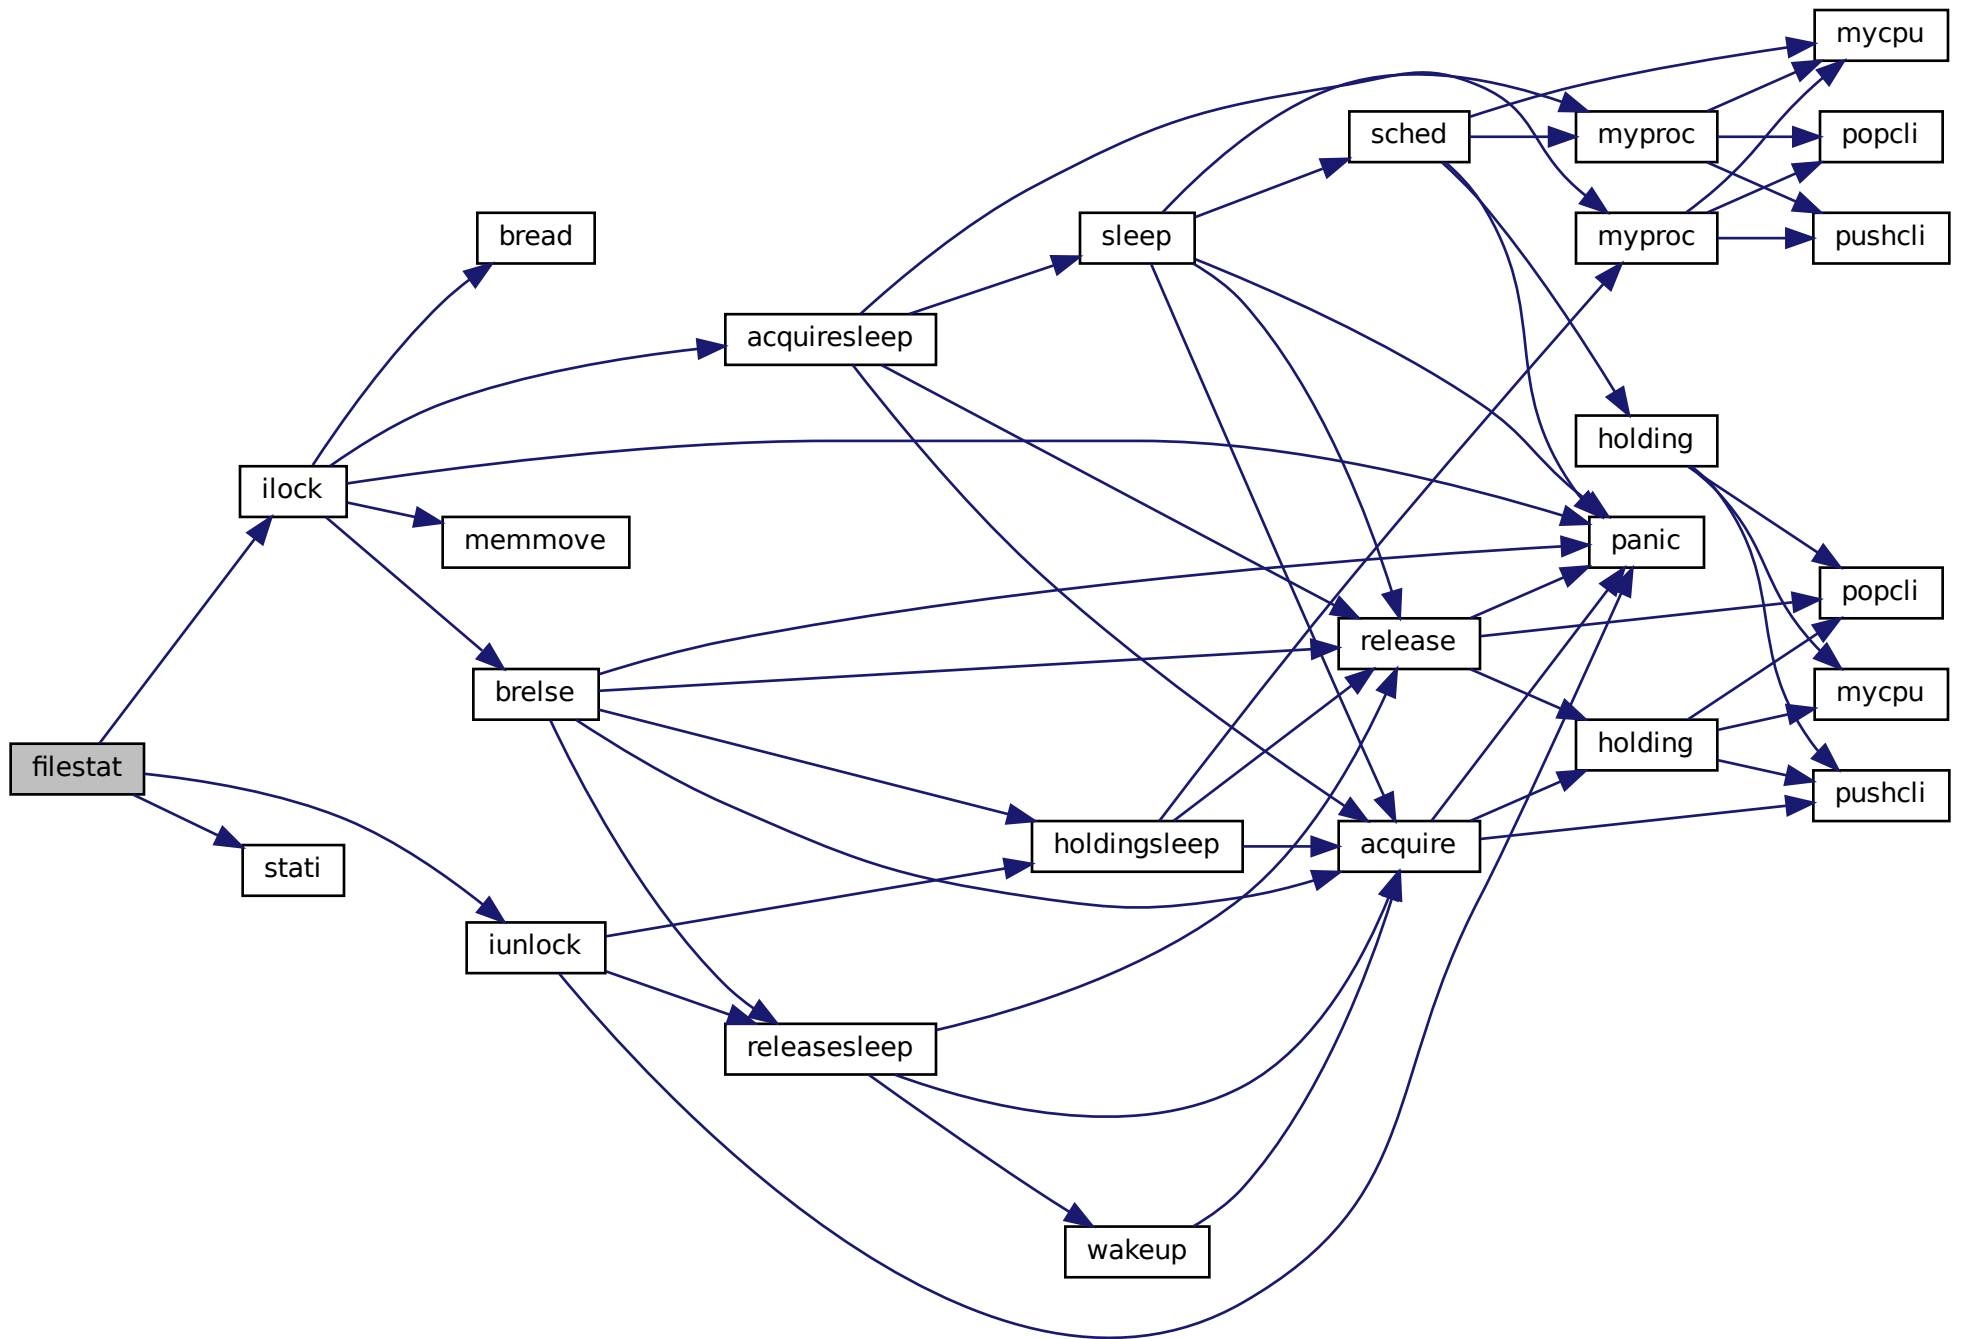 mycpu
sched
myproc
popcli
bread
sleep
myproc
pushcli
acquiresleep
holding
ilock
memmove
panic
popcli
release
brelse
mycpu
holding
filestat
pushcli
holdingsleep
acquire
stati
iunlock
releasesleep
wakeup